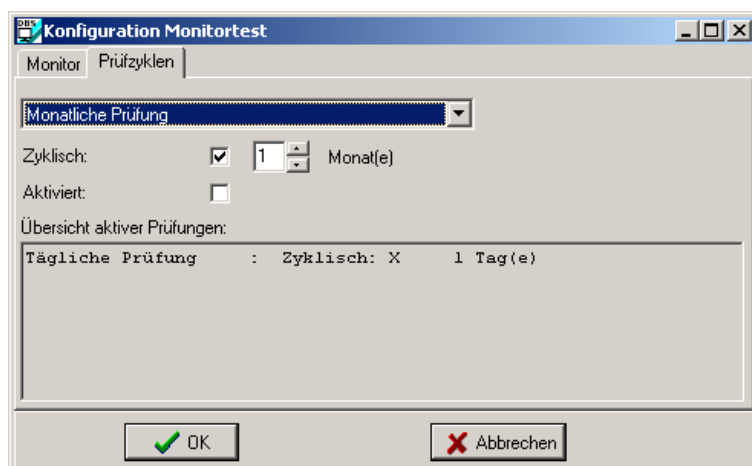 DBS Konfiguration Monitortest
Monitor Prüfzyklen
Monatliche Prüfung
Zyklisch: 1 Monat(e)
Aktiviert:
Übersicht aktiver Prüfungen:
Tägliche Prüfung : Zyklisch: X 1 Tag(e)
OK Abbrechen